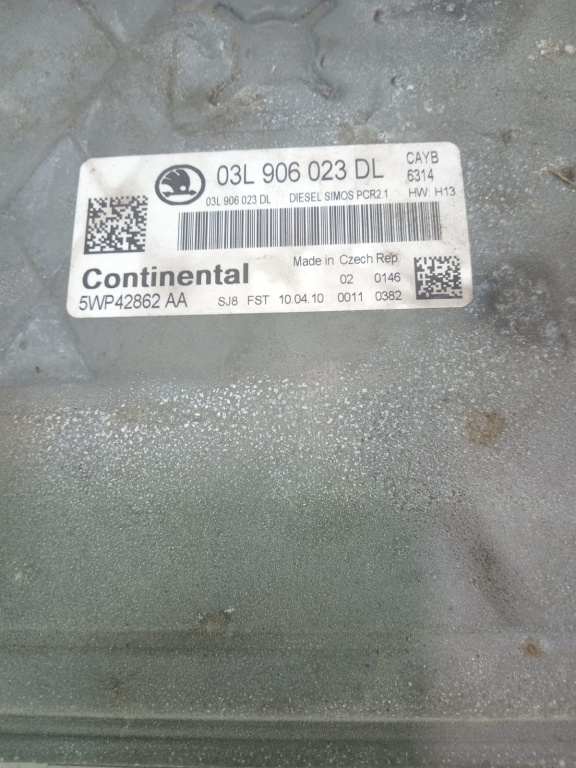 03L 906 023 DL CAYB
6314
03L 906 023 DL DIESEL SIMOS PCR2.1 HW: H13
Continental Made in Czech Rep.
02 0146
5WP42862 AA SJ8 FST 10.04.10 0011 0382